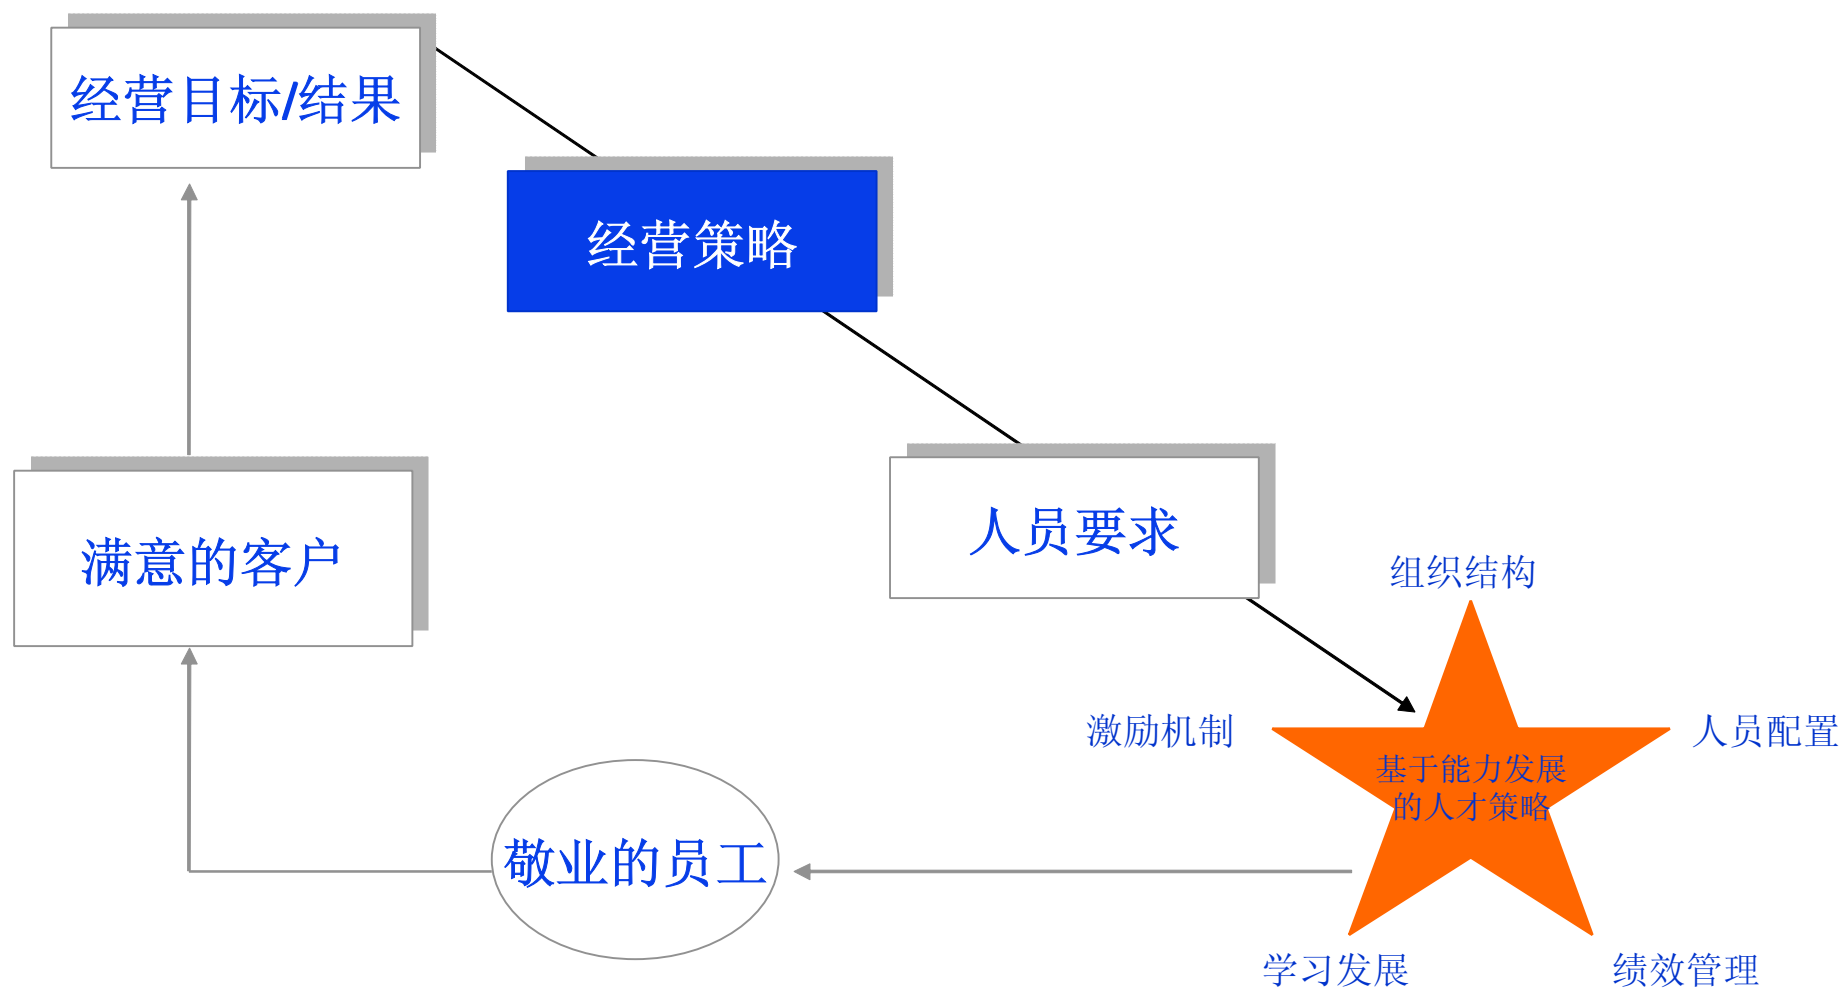 经营目标/结果
经营策略
人员要求
满意的客户
组织结构
激励机制
人员配置
基于能力发展
的人才策略
敬业的员工
学习发展
绩效管理